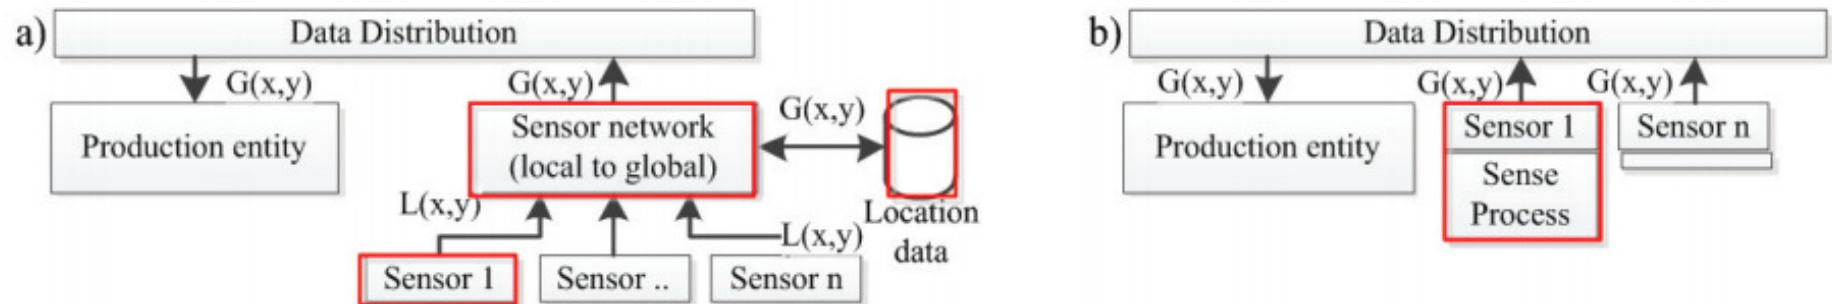 a)
Data Distribution
G(x,y)
G(x,y)
Production entity
Sensor network
(local to global)
G(x,y)
Location
data
L(x,y)
L(x,y)
Sensor 1
Sensor ..
Sensor n
b)
Data Distribution
G(x,y)
G(x,y)
G(x,y)
Production entity
Sensor 1
Sense
Process
Sensor n